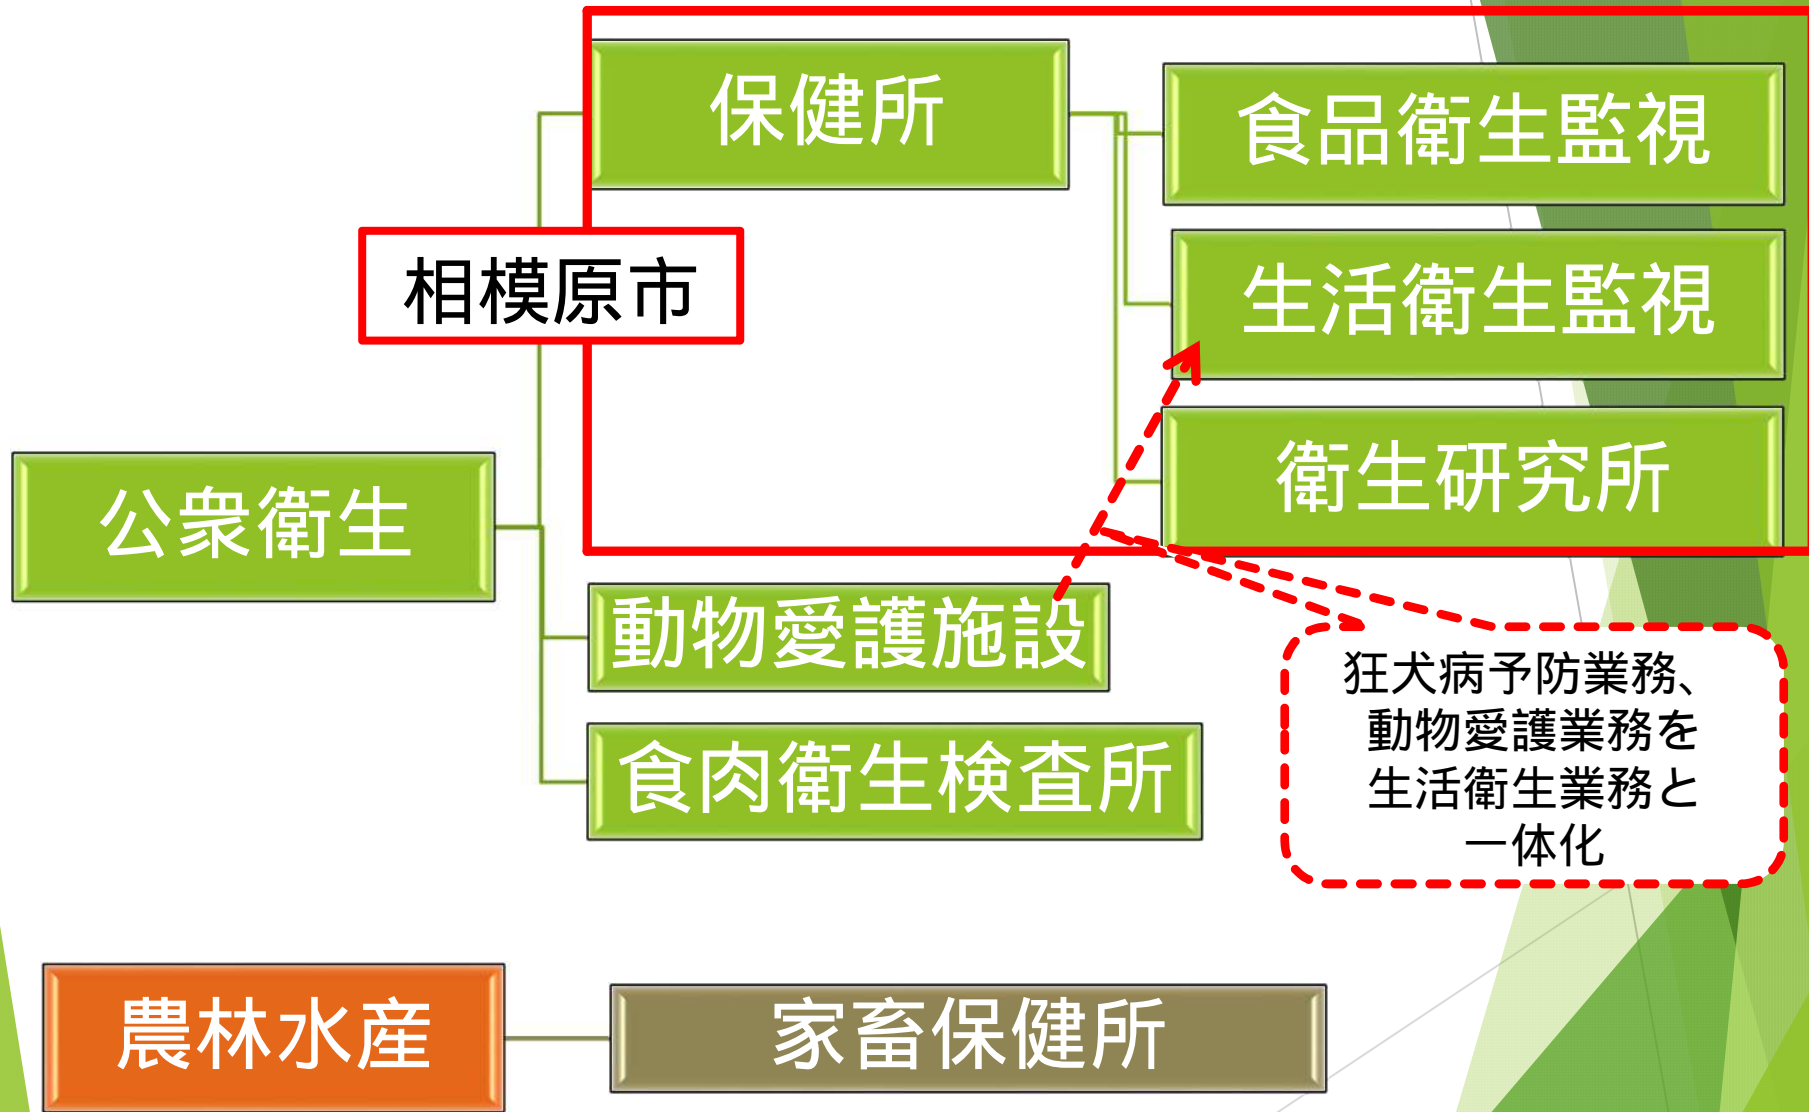 保健所
食品衛生監視
相模原市
生活衛生監視
衛生研究所
公衆衛生
動物愛護施設
食肉衛生検査所
狂犬病予防業務、
動物愛護業務を
生活衛生業務と
一体化
農林水産
家畜保健所